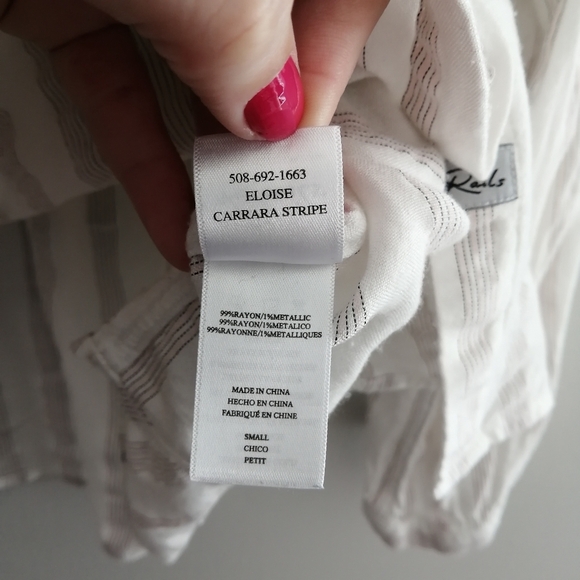 508-692-1663
ELOISE
CARRARA STRIPE
Rails
99%RAYON/1%METALLIC
99%RAYON/1%METALICO
99%RAYONNE/1%METALLIQUES
MADE IN CHINA
HECHO EN CHINA
FABRIQUÉ EN CHINE
SMALL
CHICO
PETIT